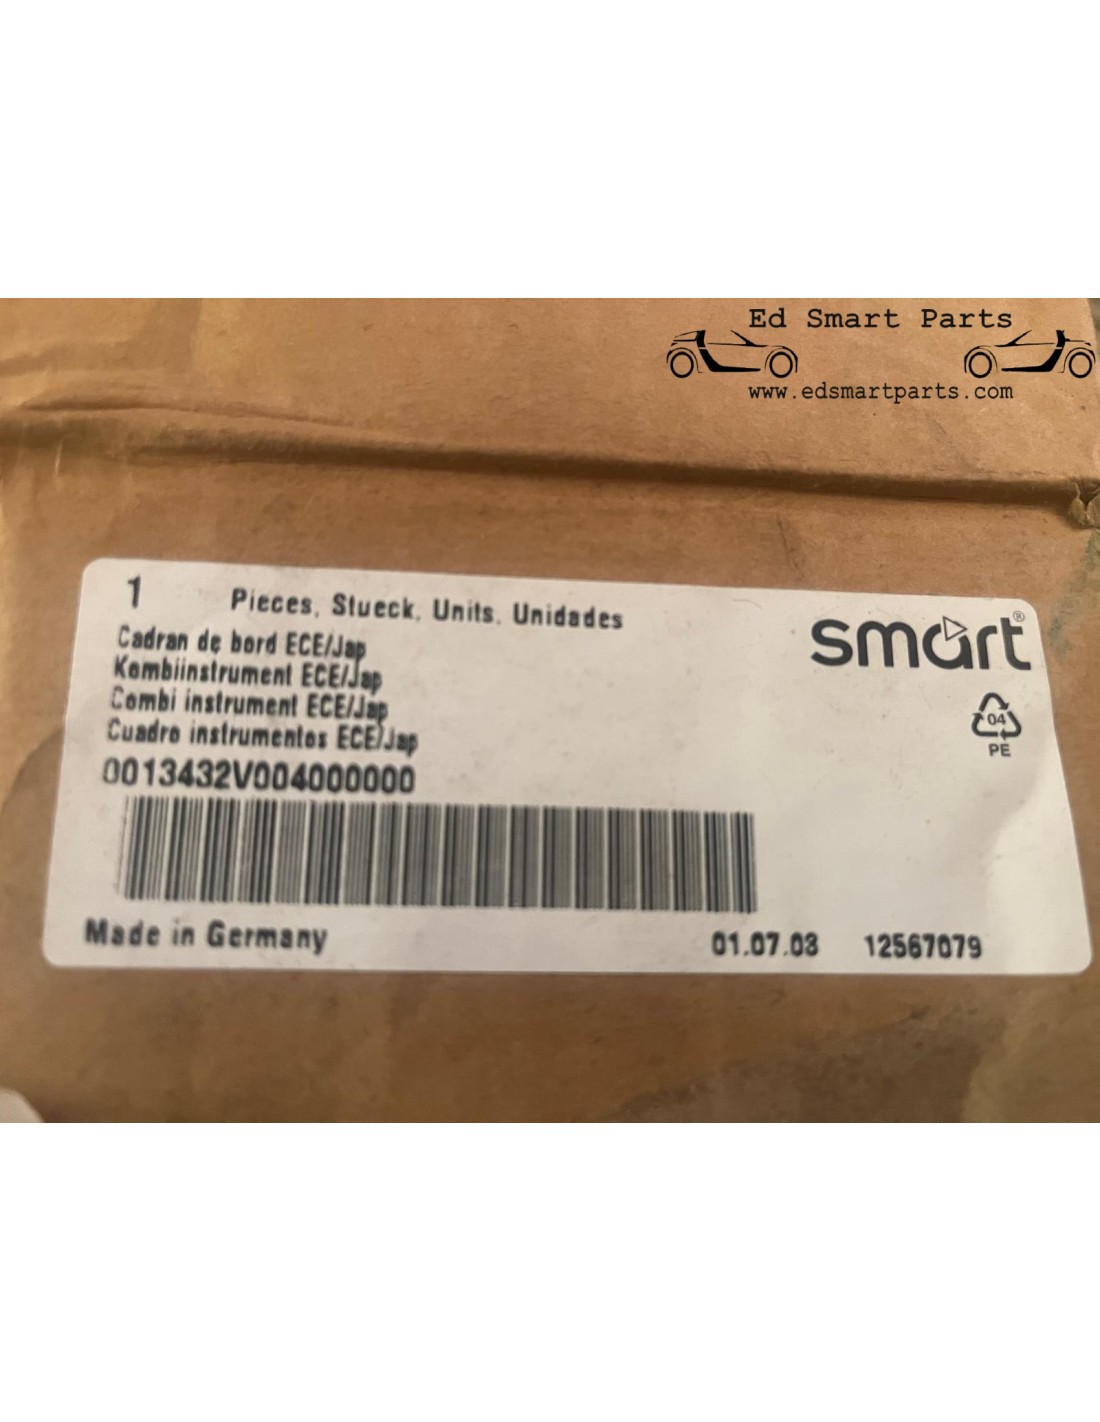 Ed Smart Parts
www.edsmartparts.com
1 Pieces, Stueck, Units, Unidades
Cadran de bord ECE/Jap
Kombiinstrument ECE/Jap
Combi instrument ECE/Jap
Cuadro instrumentos ECE/Jap
0013432V004000000
smart®
04
PE
Made in Germany 01.07.03 12567079